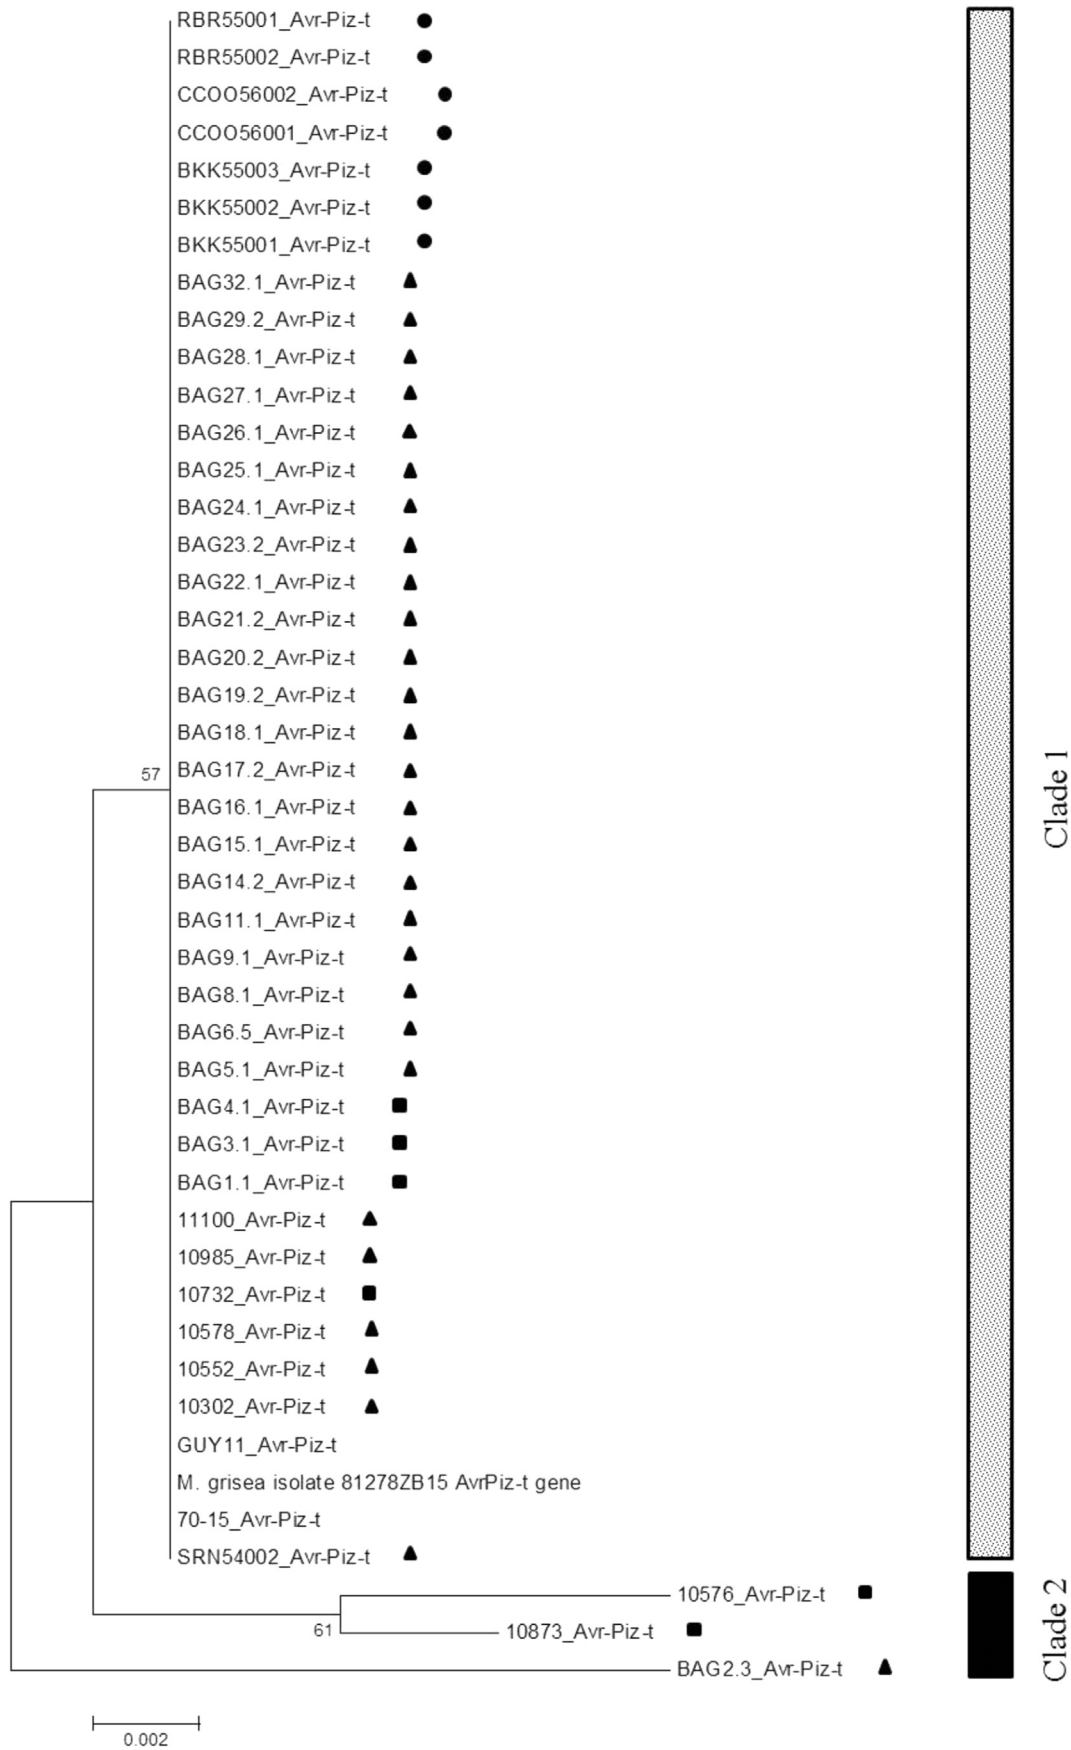 RBR55001_Avr-Piz-t
RBR55002_Avr-Piz-t
CCOO56002_Avr-Piz-t
CCOO56001_Avr-Piz-t
BKK55003_Avr-Piz-t
BKK55002_Avr-Piz-t
BKK55001_Avr-Piz-t
BAG32.1_Avr-Piz-t
BAG29.2_Avr-Piz-t
BAG28.1_Avr-Piz-t
BAG27.1_Avr-Piz-t
BAG26.1_Avr-Piz-t
BAG25.1_Avr-Piz-t
BAG24.1_Avr-Piz-t
BAG23.2_Avr-Piz-t
BAG22.1_Avr-Piz-t
BAG21.2_Avr-Piz-t
BAG20.2_Avr-Piz-t
BAG19.2_Avr-Piz-t
BAG18.1_Avr-Piz-t
BAG17.2_Avr-Piz-t
57
BAG16.1_Avr-Piz-t
BAG15.1_Avr-Piz-t
BAG14.2_Avr-Piz-t
BAG11.1_Avr-Piz-t
BAG9.1_Avr-Piz-t
BAG8.1_Avr-Piz-t
BAG6.5_Avr-Piz-t
BAG5.1_Avr-Piz-t
BAG4.1_Avr-Piz-t
BAG3.1_Avr-Piz-t
BAG1.1_Avr-Piz-t
11100_Avr-Piz-t
10985_Avr-Piz-t
10732_Avr-Piz-t
10578_Avr-Piz-t
10552_Avr-Piz-t
10302_Avr-Piz-t
GUY11_Avr-Piz-t
M. grisea isolate 81278ZB15 AvrPiz-t gene
70-15_Avr-Piz-t
SRN54002_Avr-Piz-t
10576_Avr-Piz-t
61
10873_Avr-Piz-t
BAG2.3_Avr-Piz-t
0.002
Clade 1
Clade 2